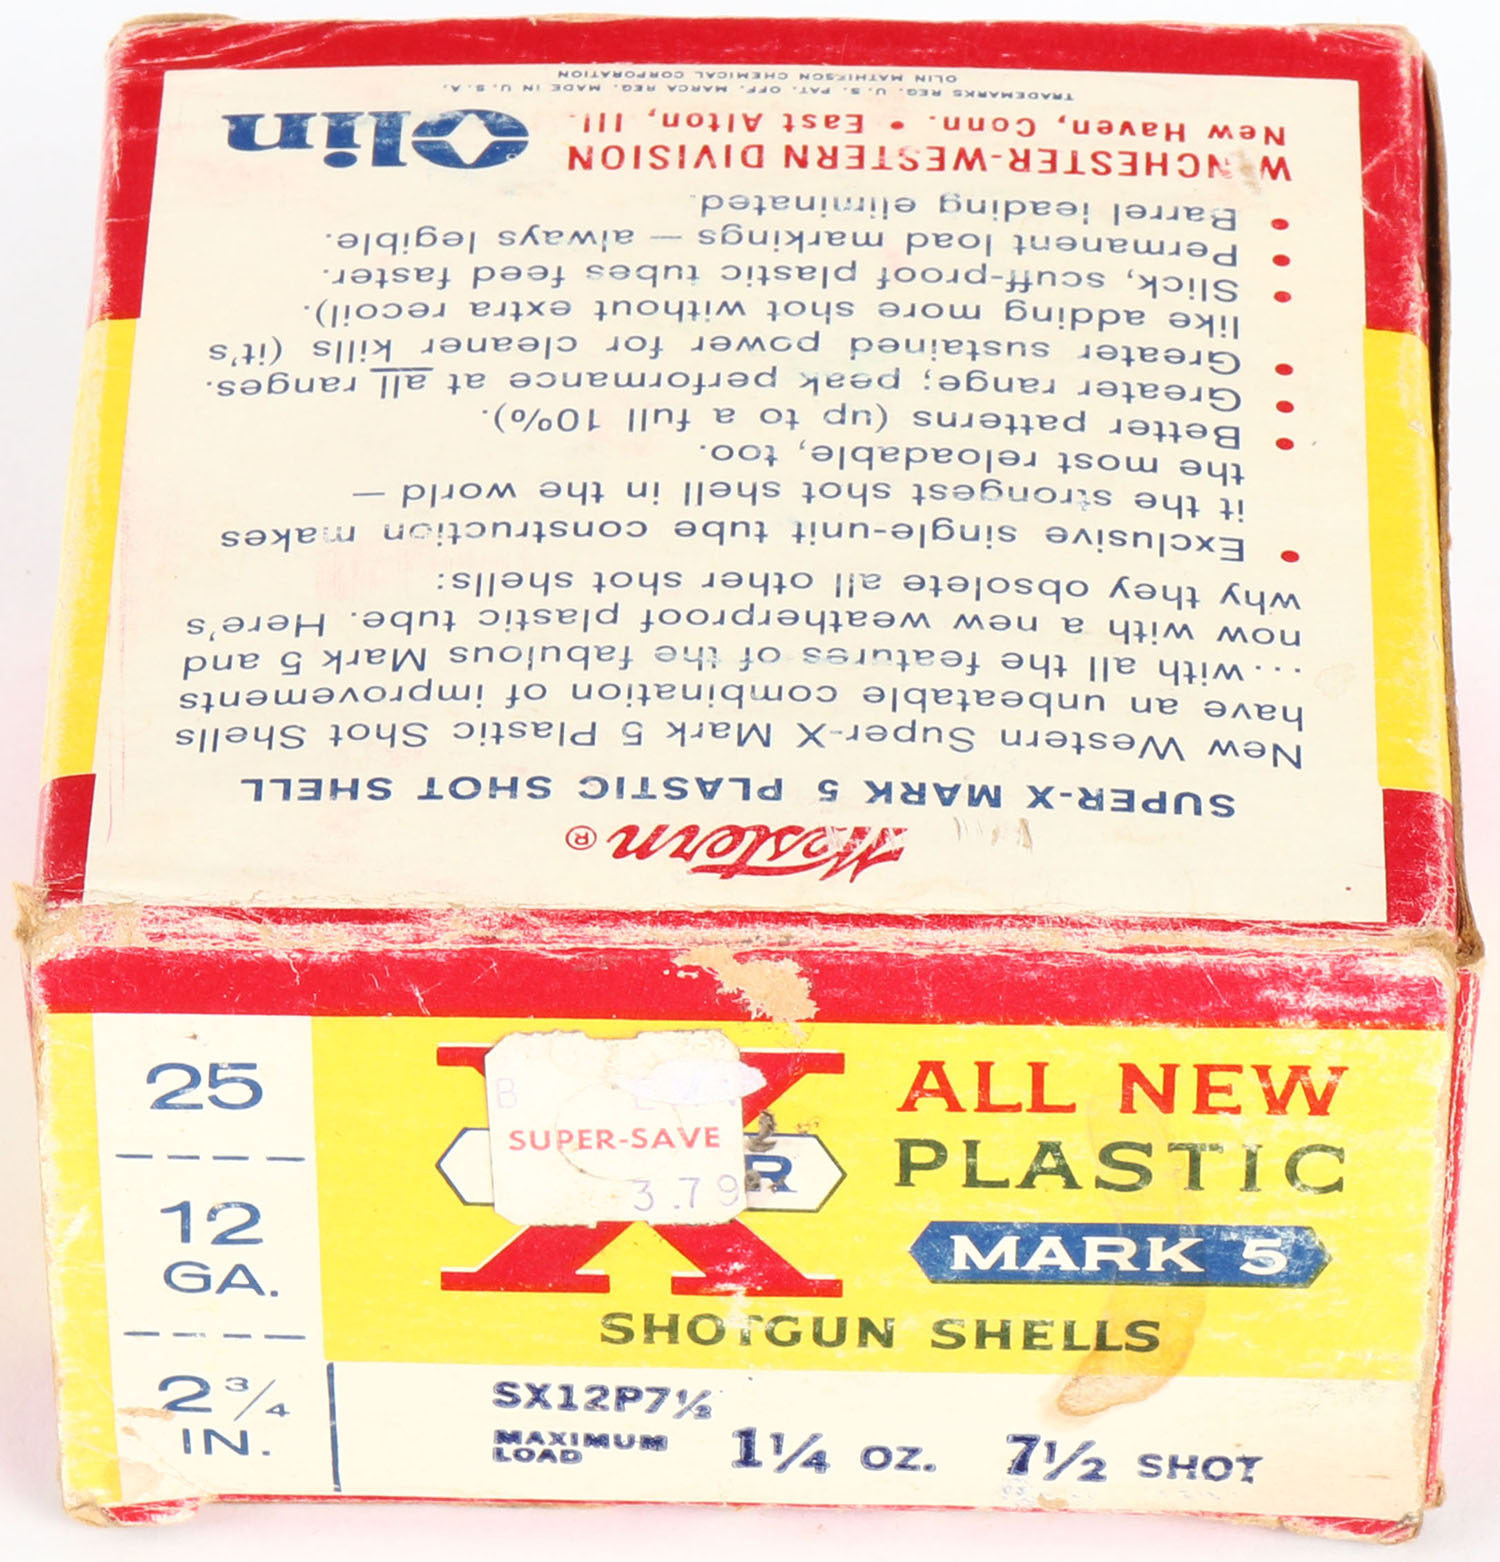 Western ®
SUPER-X MARK 5 PLASTIC SHOT SHELL
New Western Super-X Mark 5 Plastic Shot Shells
have an unbeatable combination of improvements
...with all the features of the fabulous Mark 5 and
now with a new weatherproof plastic tube. Here's
why they obsolete all other shot shells:
• Exclusive single-unit tube construction makes
it the strongest shot shell in the world —
the most reloadable, too.
• Better patterns (up to a full 10%).
• Greater range; peak performance at all ranges.
• Greater sustained power for cleaner kills (it's
like adding more shot without extra recoil).
• Slick, scuff-proof plastic tubes feed faster.
• Permanent load markings — always legible.
• Barrel leading eliminated.
WINCHESTER-WESTERN DIVISION
New Haven, Conn. • East Alton, Ill.
Olin
TRADEMARKS REG. U. S. PAT. OFF. MARCA REG. MADE IN U. S. A.
OLIN MATHIESON CHEMICAL CORPORATION
25
12
GA.
2 3/4
IN.
X
R
B
SUPER-SAVE
3.79
ALL NEW
PLASTIC
MARK 5
SHOTGUN SHELLS
SX12P7½
MAXIMUM
LOAD
1¼ OZ. 7½ SHOT